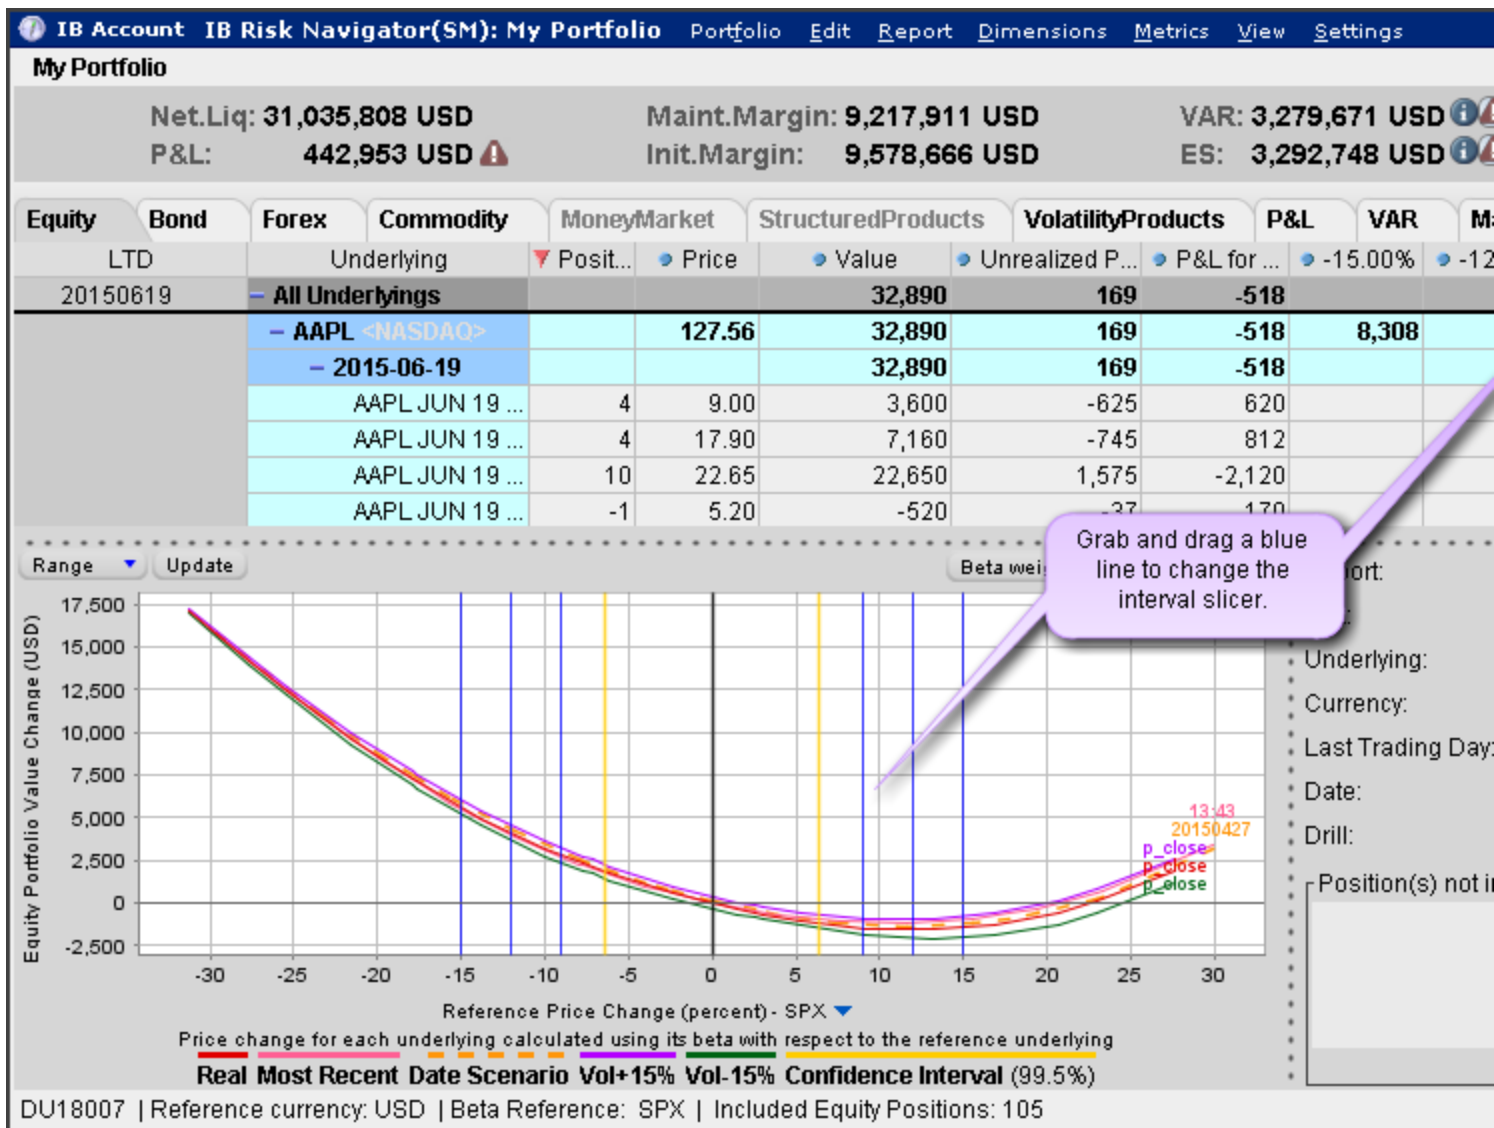 IB Account IB Risk Navigator(SM): My Portfolio Portfolio Edit Report Dimensions Metrics View Settings
My Portfolio
Net.Liq: 31,035,808 USD Maint.Margin: 9,217,911 USD VAR: 3,279,671 USD
P&L: 442,953 USD Init.Margin: 9,578,666 USD ES: 3,292,748 USD
Equity Bond Forex Commodity MoneyMarket StructuredProducts VolatilityProducts P&L VAR
LTD Underlying Posit... Price Value Unrealized P... P&L for ... -15.00% -12
20150619 All Underlyings 32,890 169 -518
AAPL <NASDAQ> 127.56 32,890 169 -518 8,308
2015-06-19 32,890 169 -518
AAPL JUN 19 ... 4 9.00 3,600 -625 620
AAPL JUN 19 ... 4 17.90 7,160 -745 812
AAPL JUN 19 ... 10 22.65 22,650 1,575 -2,120
AAPL JUN 19 ... -1 5.20 -520 -37 170
Range Update Beta wei
Grab and drag a blue
line to change the
interval slicer.
ort:
Underlying:
Currency:
Last Trading Day:
Date:
Drill:
Position(s) not i
Equity Portfolio Value Change (USD)
17,500
15,000
12,500
10,000
7,500
5,000
2,500
0
-2,500
13:43
20150427
p_close
p_close
p_close
-30 -25 -20 -15 -10 -5 0 5 10 15 20 25 30
Reference Price Change (percent) - SPX
Price change for each underlying calculated using its beta with respect to the reference underlying
Real Most Recent Date Scenario Vol+15% Vol-15% Confidence Interval (99.5%)
DU18007 | Reference currency: USD | Beta Reference: SPX | Included Equity Positions: 105